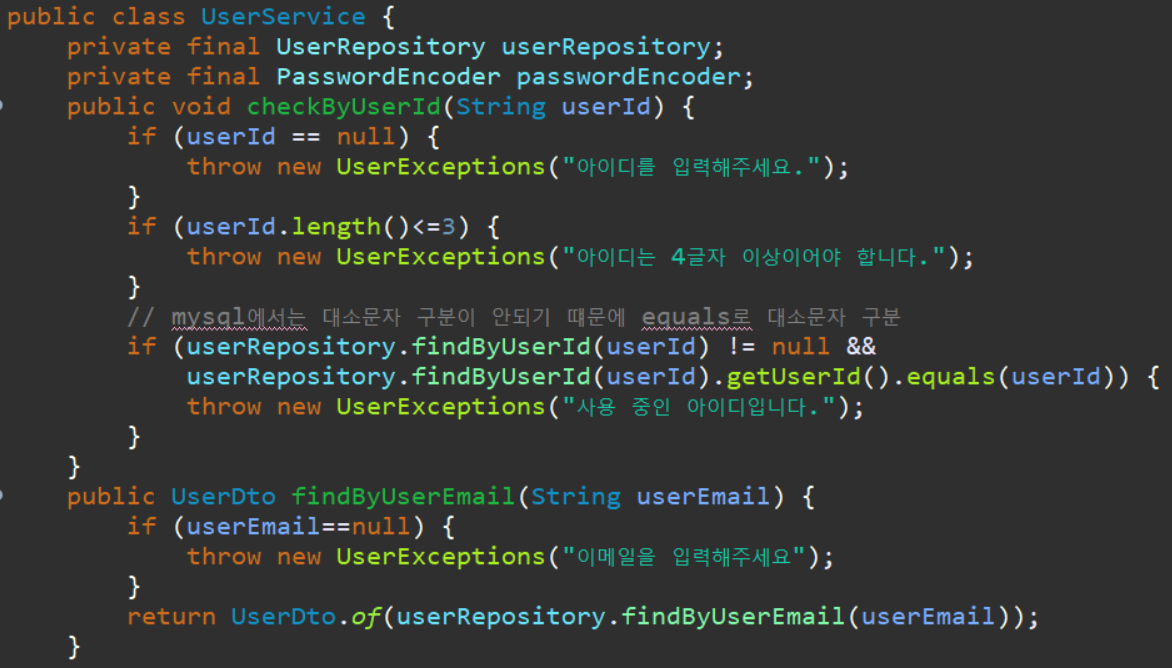 public class UserService {
private final UserRepository userRepository;
private final PasswordEncoder passwordEncoder;
public void checkByUserId(String userId) {
if (userId == null) {
throw new UserExceptions("아이디를 입력해주세요.");
}
if (userId.length()<=3) {
throw new UserExceptions("아이디는 4글자 이상이어야 합니다.");
}
// mysql에서는 대소문자 구분이 안되기 때문에 equals로 대소문자 구분
if (userRepository.findByUserId(userId) != null &&
userRepository.findByUserId(userId).getUserId().equals(userId)) {
throw new UserExceptions("사용 중인 아이디입니다.");
}
}
public UserDto findByUserEmail(String userEmail) {
if (userEmail==null) {
throw new UserExceptions("이메일을 입력해주세요");
}
return UserDto.of(userRepository.findByUserEmail(userEmail));
}